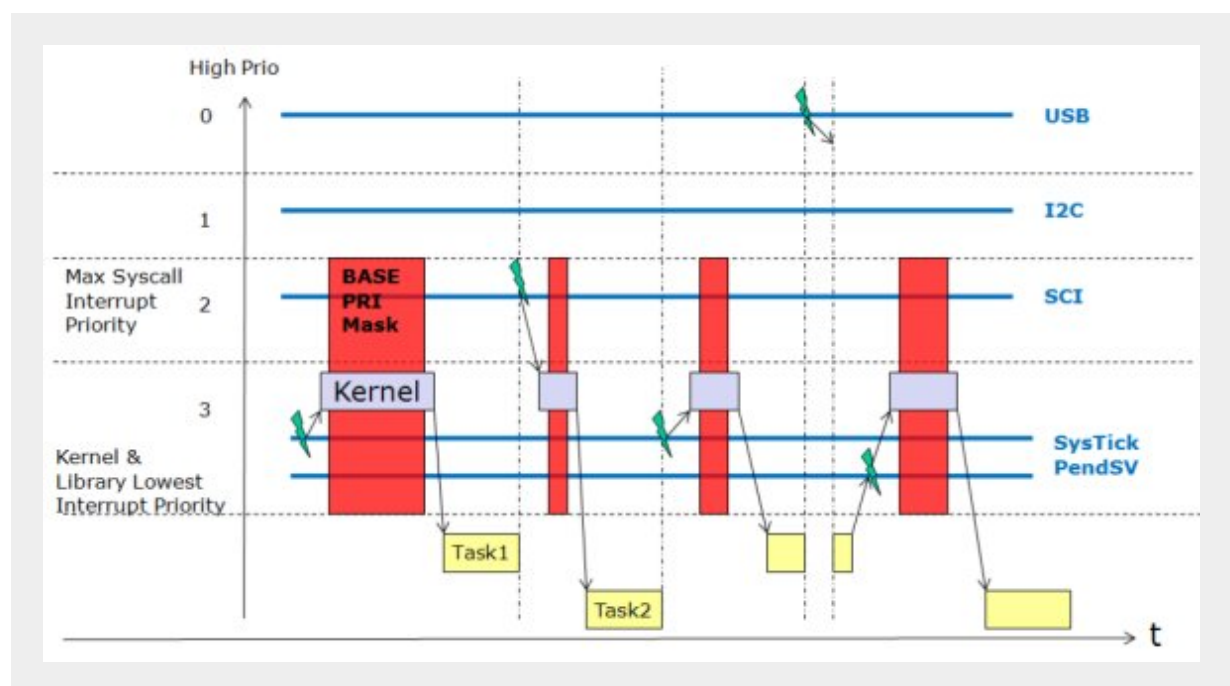 High Prio
0
USB
1
I2C
Max Syscall
Interrupt
Priority
2
BASE
PRI
Mask
SCI
3
Kernel
Kernel &
Library Lowest
Interrupt Priority
SysTick
PendSV
Task1
Task2
t